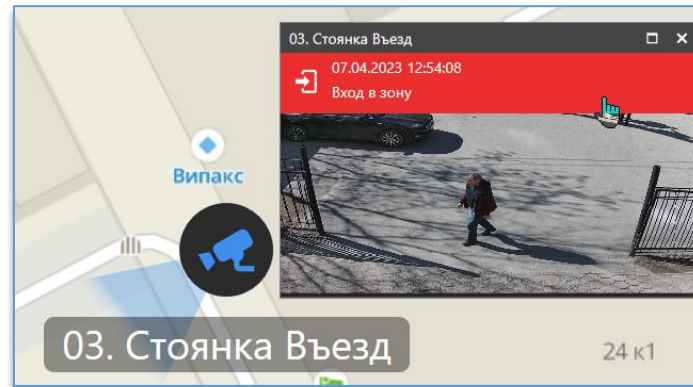 03. Стоянка Въезд
07.04.2023 12:54:08
Вход в зону
Випакс
03. Стоянка Въезд
24 к1